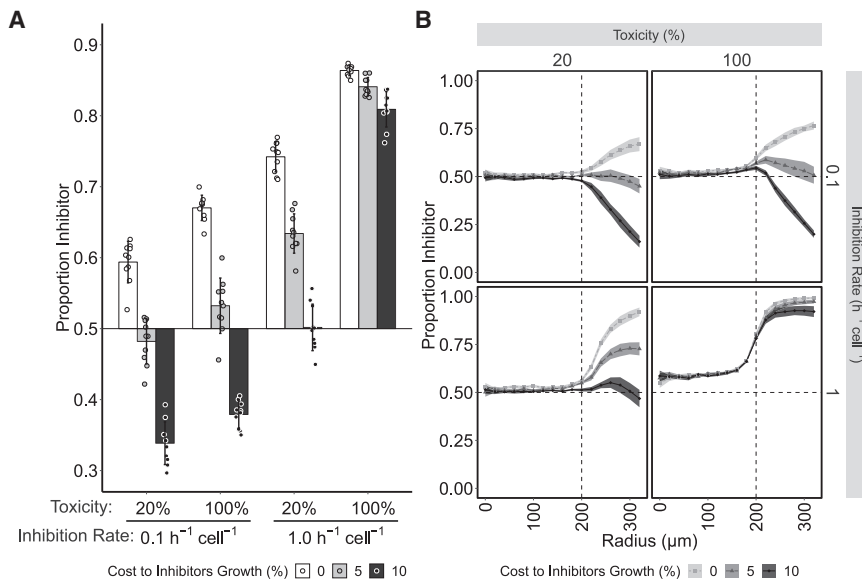 A
Proportion Inhibitor
0.9
0.8
0.7
0.6
0.5
0.4
0.3
Toxicity: 20% 100% 20% 100%
Inhibition Rate: 0.1 h⁻¹ cell⁻¹ 1.0 h⁻¹ cell⁻¹
Cost to Inhibitors Growth (%) 0 5 10
B
Toxicity (%)
20 100
Proportion Inhibitor
1.00
0.75
0.50
0.25
0.00
1.00
0.75
0.50
0.25
0.00
0.1
1
Inhibition Rate (h⁻¹ cell⁻¹)
0 100 200 300 0 100 200 300
Radius (µm)
Cost to Inhibitors Growth (%) 0 5 10